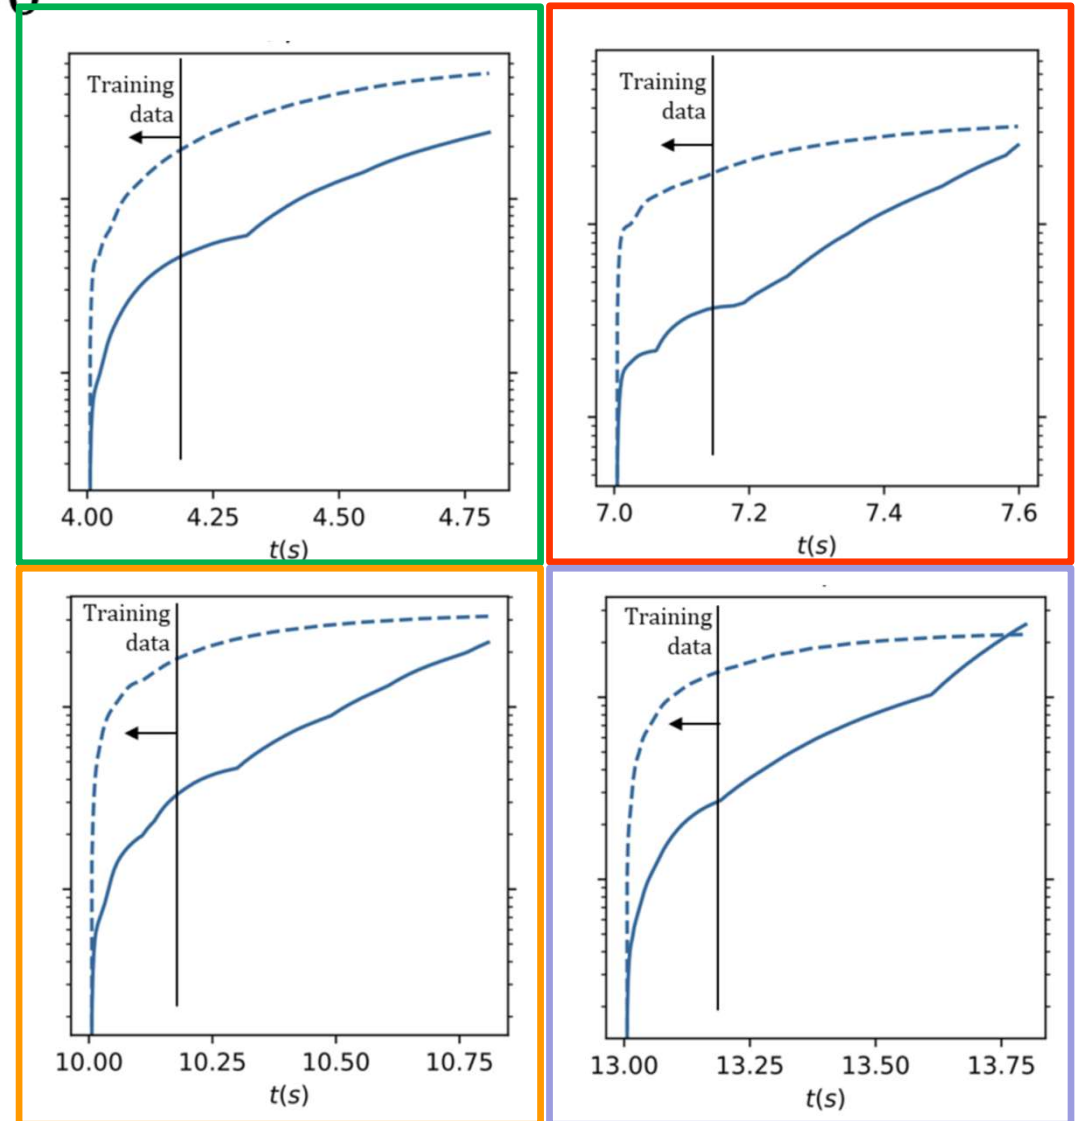 Training
data
4.00 4.25 4.50 4.75
t(s)
Training
data
7.0 7.2 7.4 7.6
t(s)
Training
data
10.00 10.25 10.50 10.75
t(s)
Training
data
13.00 13.25 13.50 13.75
t(s)